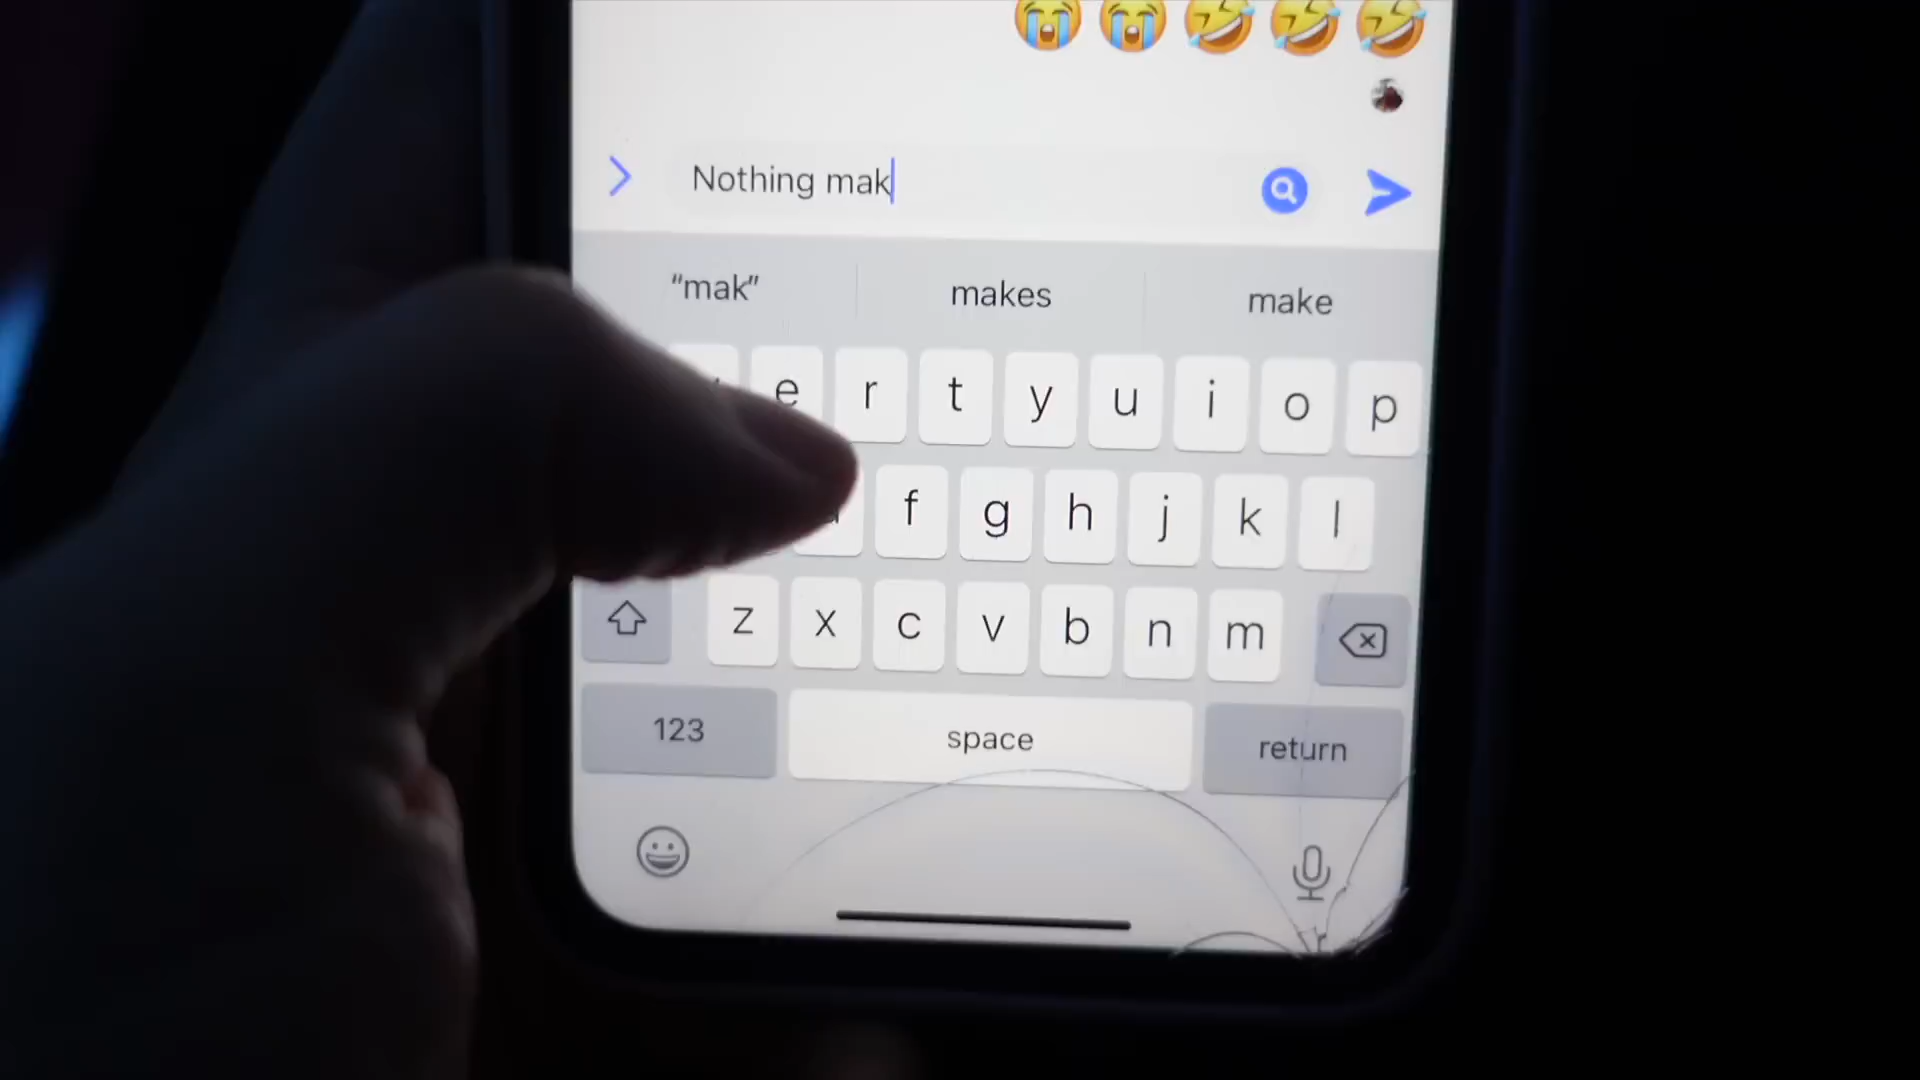 Nothing mak
“mak” makes make
e r t y u i o p
f g h j k l
z x c v b n m
123 space return